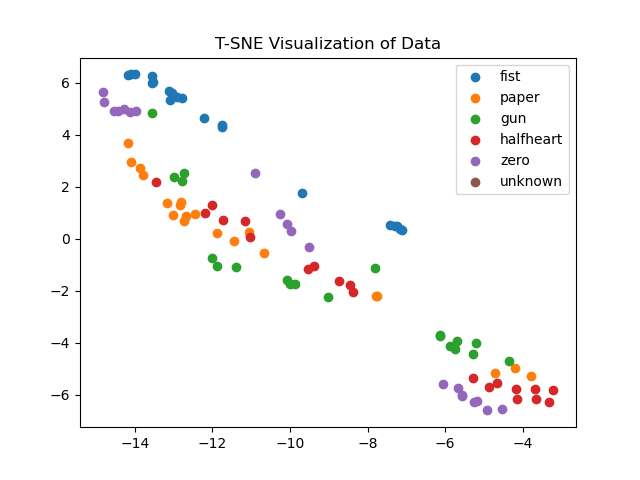 T-SNE Visualization of Data
fist
paper
gun
halfheart
zero
unknown
6
4
2
0
−2
−4
−6
−14
−12
−10
−8
−6
−4